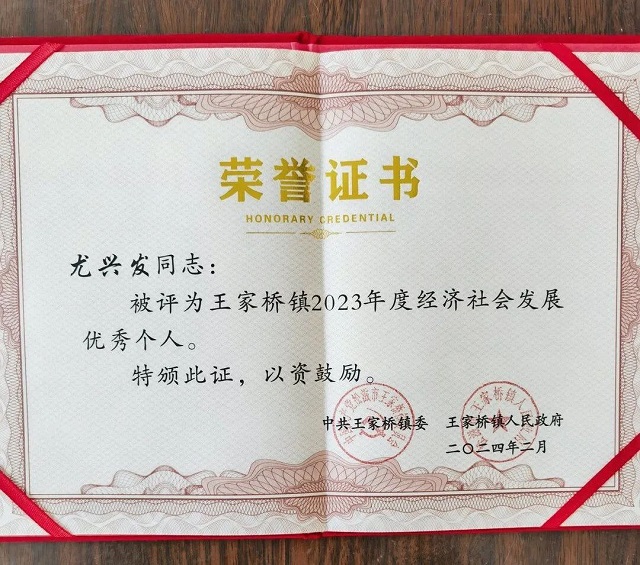 荣誉证书
HONORARY CREDENTIAL
尤兴发同志：
被评为王家桥镇2023年度经济社会发展
优秀个人。
特颁此证，以资鼓励。
中共王家桥镇委 王家桥镇人民政府
二〇二四年二月